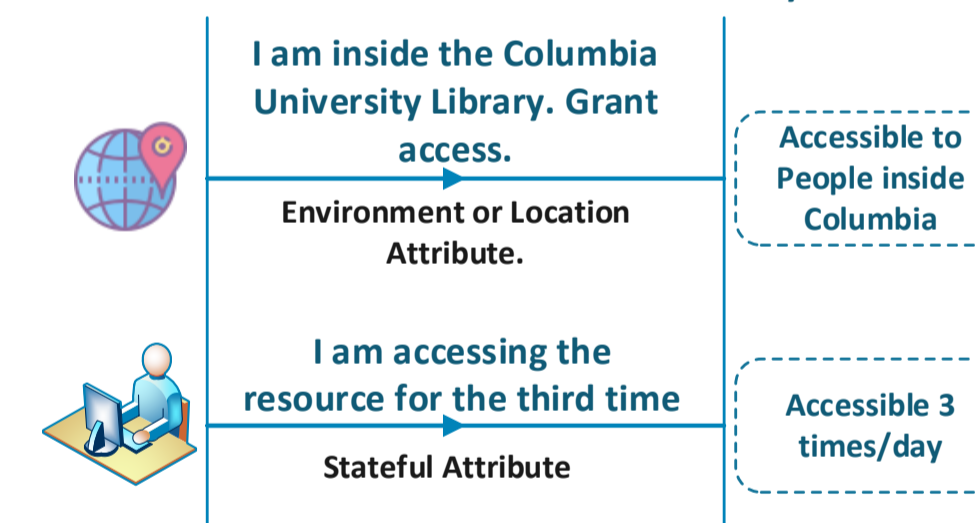 I am inside the Columbia
University Library. Grant
access.
Environment or Location
Attribute.
Accessible to
People inside
Columbia
I am accessing the
resource for the third time
Stateful Attribute
Accessible 3
times/day